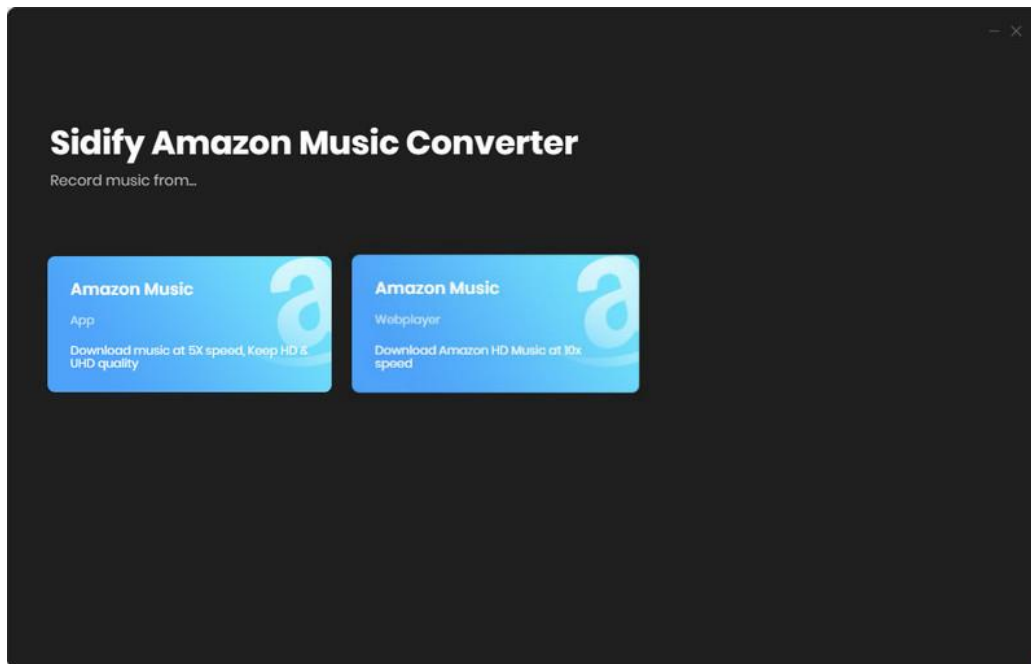 Sidify Amazon Music Converter
Record music from...
Amazon Music
App
Download music at 5X speed, Keep HD &
UHD quality
Amazon Music
Webplayer
Download Amazon HD Music at 10x
speed